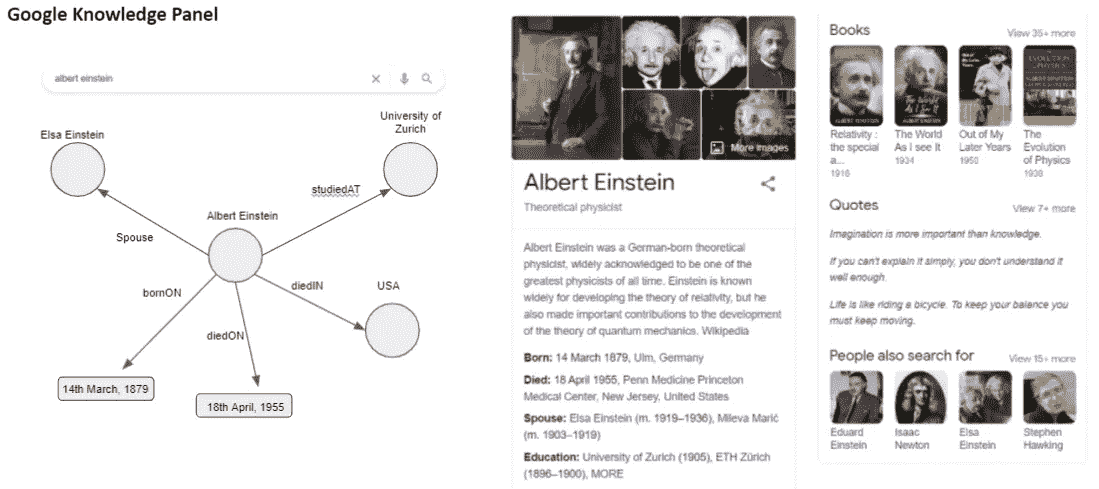 Google Knowledge Panel
albert einstein
Elsa Einstein
University of
Zurich
studiedAT
Albert Einstein
Spouse
bornON
diedIN
USA
diedON
14th March, 1879
18th April, 1955
More images
Albert Einstein
Theoretical physicist
Albert Einstein was a German-born theoretical
physicist, widely acknowledged to be one of the
greatest physicists of all time. Einstein is known
widely for developing the theory of relativity, but he
also made important contributions to the development
of the theory of quantum mechanics. Wikipedia
Born: 14 March 1879, Ulm, Germany
Died: 18 April 1955, Penn Medicine Princeton
Medical Center, New Jersey, United States
Spouse: Elsa Einstein (m. 1919–1936), Mileva Marić
(m. 1903–1919)
Education: University of Zurich (1905), ETH Zürich
(1896–1900), MORE
Books
View 35+ more
Relativity :
the special
a...
1916
The World
As I see It
1934
Out of My
Later Years
1950
The
Evolution
of Physics
1938
Quotes
View 7+ more
Imagination is more important than knowledge.
If you can't explain it simply, you don't understand it
well enough.
Life is like riding a bicycle. To keep your balance you
must keep moving.
People also search for
View 15+ more
Eduard
Einstein
Isaac
Newton
Elsa
Einstein
Stephen
Hawking